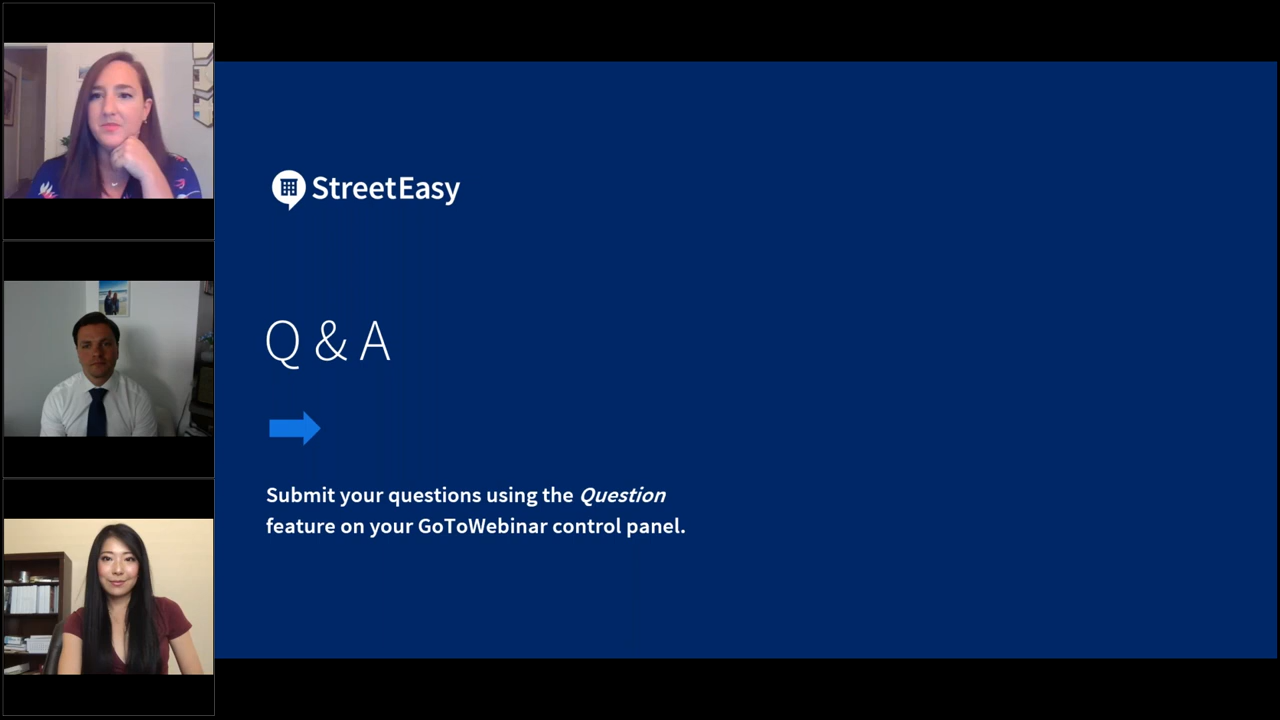 StreetEasy
Q & A
Submit your questions using the Question
feature on your GoToWebinar control panel.